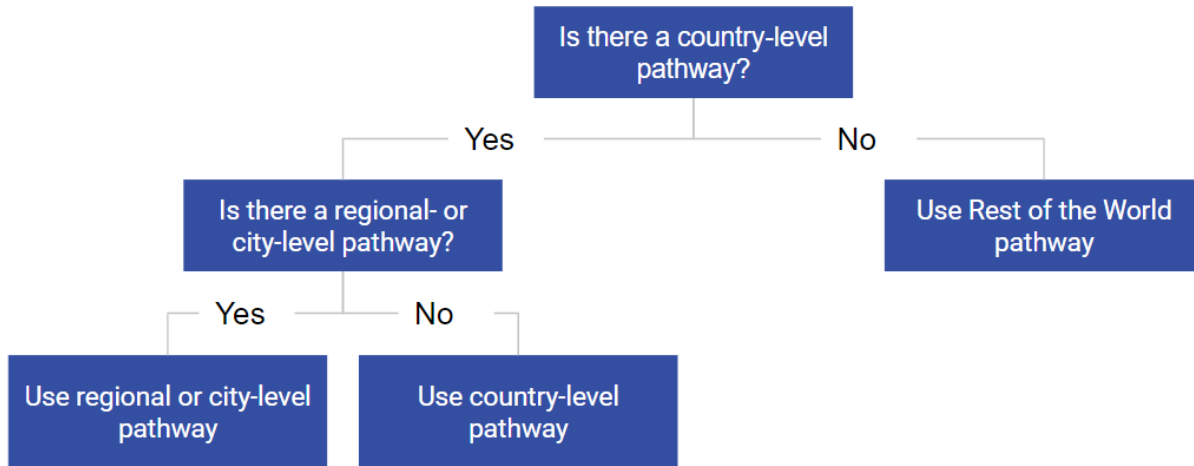 Is there a country-level
pathway?
Yes
No
Is there a regional- or
city-level pathway?
Use Rest of the World
pathway
Yes
No
Use regional or city-level
pathway
Use country-level
pathway